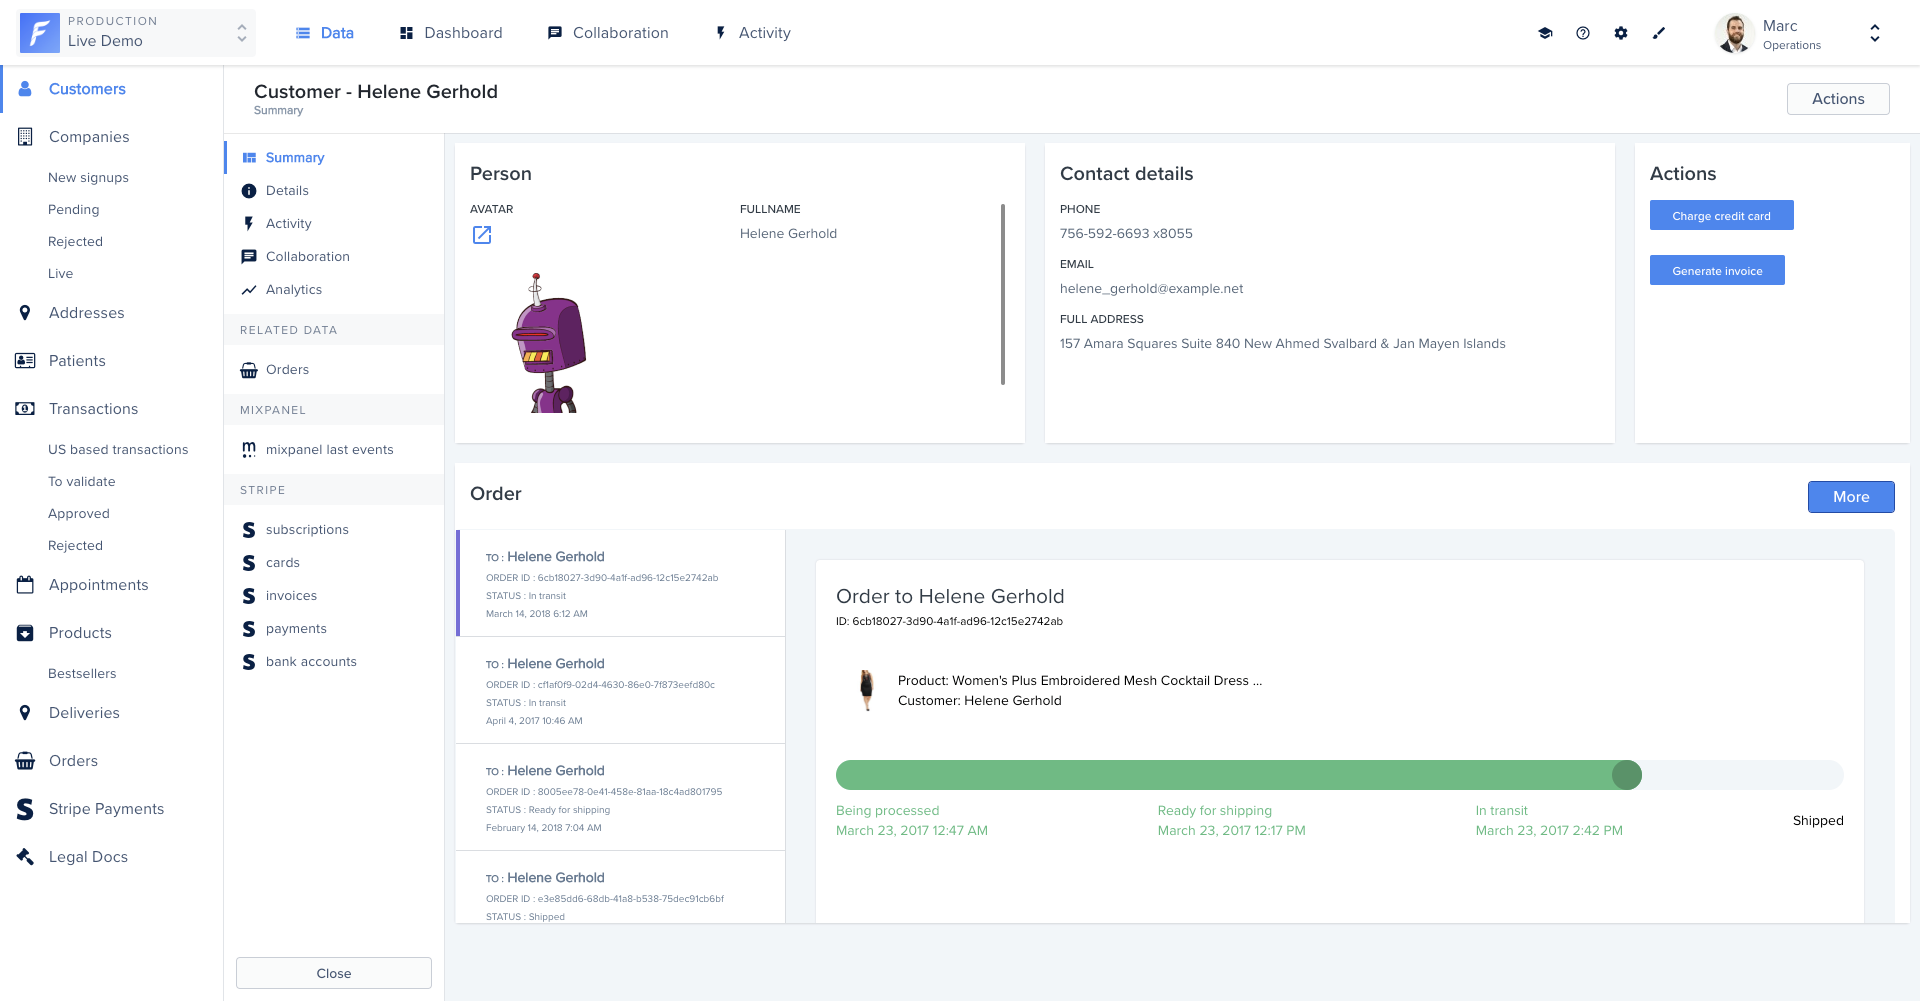 PRODUCTION
Live Demo
Data
Dashboard
Collaboration
Activity
Marc
Operations
Customers
Companies
New signups
Pending
Rejected
Live
Addresses
Patients
Transactions
US based transactions
To validate
Approved
Rejected
Appointments
Products
Bestsellers
Deliveries
Orders
Stripe Payments
Legal Docs
Customer - Helene Gerhold
Summary
Actions
Summary
Details
Activity
Collaboration
Analytics
RELATED DATA
Orders
MIXPANEL
mixpanel last events
STRIPE
subscriptions
cards
invoices
payments
bank accounts
Close
Person
AVATAR
FULLNAME
Helene Gerhold
Contact details
PHONE
756-592-6693 x8055
EMAIL
helene_gerhold@example.net
FULL ADDRESS
157 Amara Squares Suite 840 New Ahmed Svalbard & Jan Mayen Islands
Actions
Charge credit card
Generate invoice
Order
More
TO : Helene Gerhold
ORDER ID : 6cb18027-3d90-4a1f-ad96-12c15e2742ab
STATUS : In transit
March 14, 2018 6:12 AM
TO : Helene Gerhold
ORDER ID : cf1af0f9-02d4-4630-86e0-7f873eefd80c
STATUS : In transit
April 4, 2017 10:46 AM
TO : Helene Gerhold
ORDER ID : 8005ee78-0e41-458e-81aa-18c4ad801795
STATUS : Ready for shipping
February 14, 2018 7:04 AM
TO : Helene Gerhold
ORDER ID : e3e85dd6-68db-41a8-b538-75dec91cb6bf
STATUS : Shipped
Order to Helene Gerhold
ID: 6cb18027-3d90-4a1f-ad96-12c15e2742ab
Product: Women's Plus Embroidered Mesh Cocktail Dress ...
Customer: Helene Gerhold
Being processed
March 23, 2017 12:47 AM
Ready for shipping
March 23, 2017 12:17 PM
In transit
March 23, 2017 2:42 PM
Shipped